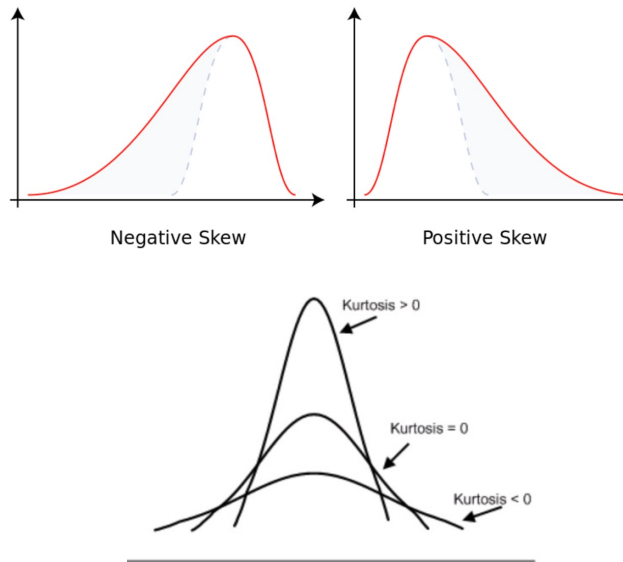 Negative Skew
Positive Skew
Kurtosis > 0
Kurtosis = 0
Kurtosis < 0